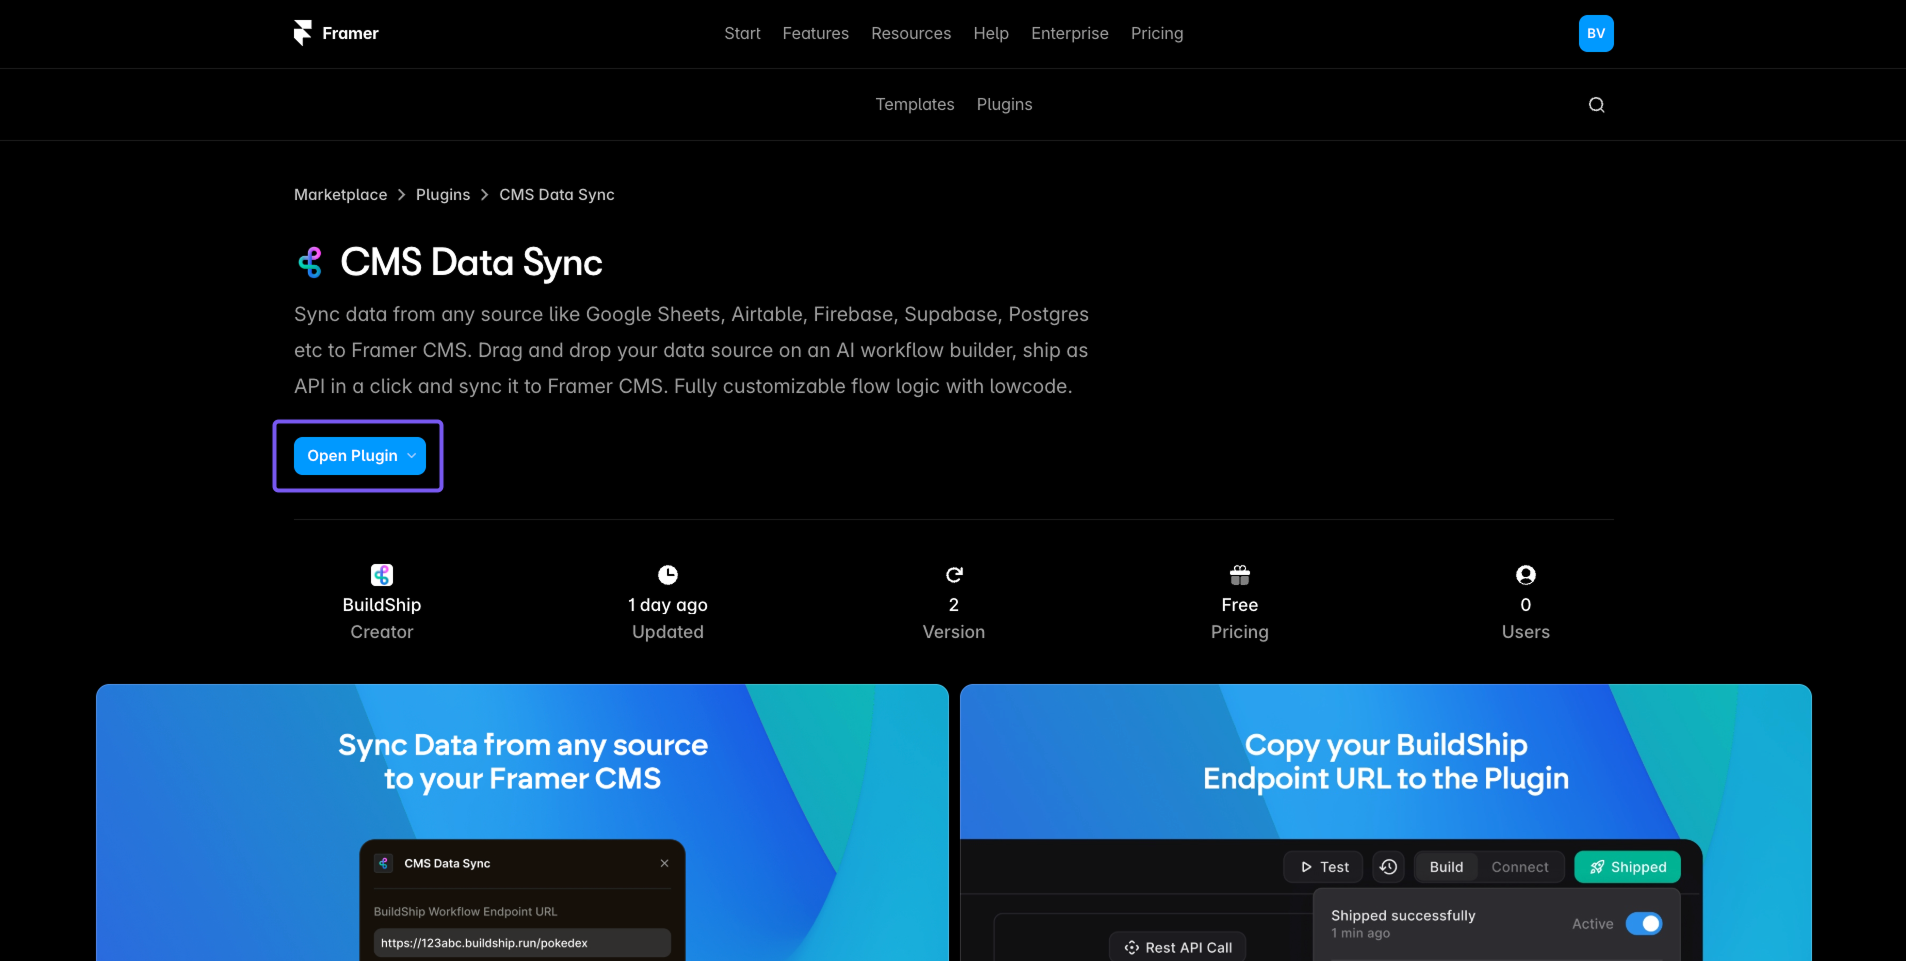 Framer
Start Features Resources Help Enterprise Pricing
BV
Templates Plugins
Marketplace Plugins CMS Data Sync
CMS Data Sync
Sync data from any source like Google Sheets, Airtable, Firebase, Supabase, Postgres
etc to Framer CMS. Drag and drop your data source on an AI workflow builder, ship as
API in a click and sync it to Framer CMS. Fully customizable flow logic with lowcode.
Open Plugin
BuildShip
Creator
1 day ago
Updated
2
Version
Free
Pricing
0
Users
Sync Data from any source
to your Framer CMS
CMS Data Sync
BuildShip Workflow Endpoint URL
https://123abc.buildship.run/pokedex
Copy your BuildShip
Endpoint URL to the Plugin
Test Build Connect Shipped
Shipped successfully
1 min ago
Active
Rest API Call